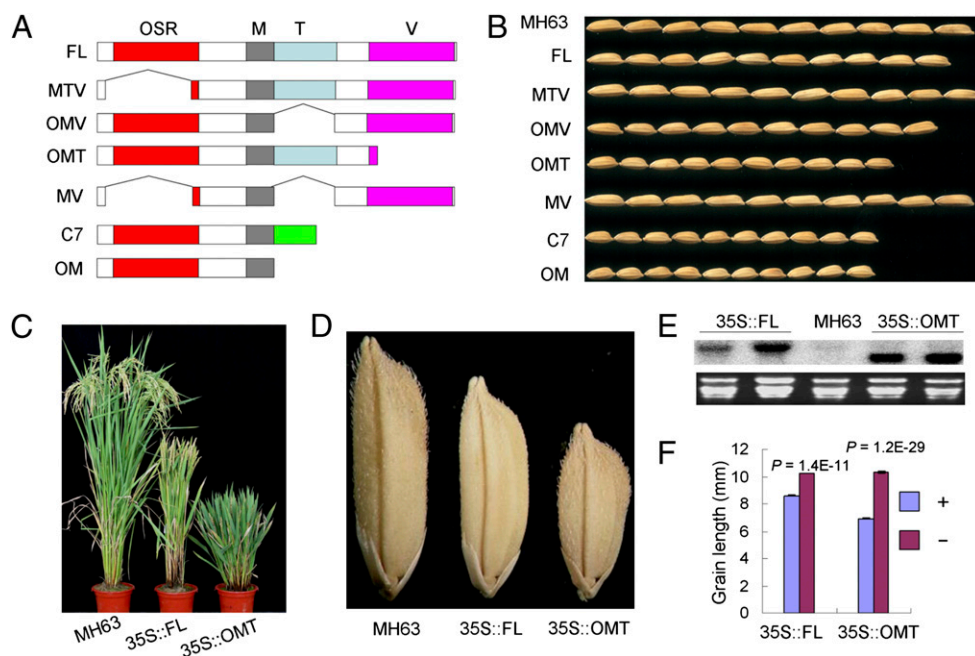 A
OSR M T V
FL
MTV
OMV
OMT
MV
C7
OM
B
MH63
FL
MTV
OMV
OMT
MV
C7
OM
C
MH63 35S::FL 35S::OMT
D
MH63 35S::FL 35S::OMT
E
35S::FL MH63 35S::OMT
F
Grain length (mm)
12
10
8
6
4
2
0
P = 1.4E-11
P = 1.2E-29
+
−
35S::FL 35S::OMT